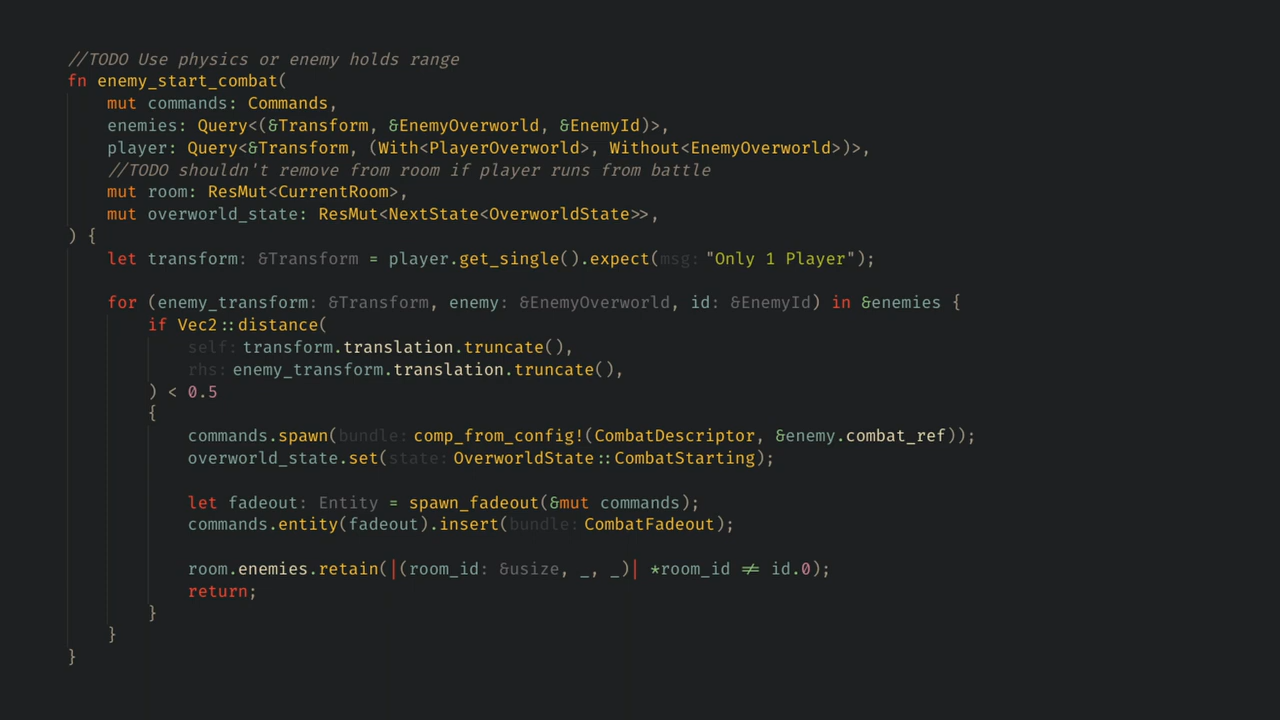 //TODO Use physics or enemy holds range
fn enemy_start_combat(
    mut commands: Commands,
    enemies: Query<(&Transform, &EnemyOverworld, &EnemyId)>,
    player: Query<&Transform, (With<PlayerOverworld>, Without<EnemyOverworld>)>,
    //TODO shouldn't remove from room if player runs from battle
    mut room: ResMut<CurrentRoom>,
    mut overworld_state: ResMut<NextState<OverworldState>>,
) {
    let transform: &Transform = player.get_single().expect(msg: "Only 1 Player");
    for (enemy_transform: &Transform, enemy: &EnemyOverworld, id: &EnemyId) in &enemies {
        if Vec2::distance(
            self: transform.translation.truncate(),
            rhs: enemy_transform.translation.truncate(),
        ) < 0.5
        {
            commands.spawn(bundle: comp_from_config!(CombatDescriptor, &enemy.combat_ref));
            overworld_state.set(state: OverworldState::CombatStarting);
            let fadeout: Entity = spawn_fadeout(&mut commands);
            commands.entity(fadeout).insert(bundle: CombatFadeout);
            room.enemies.retain(|(room_id: &usize, _, _)| *room_id ≠ id.0);
            return;
        }
    }
}